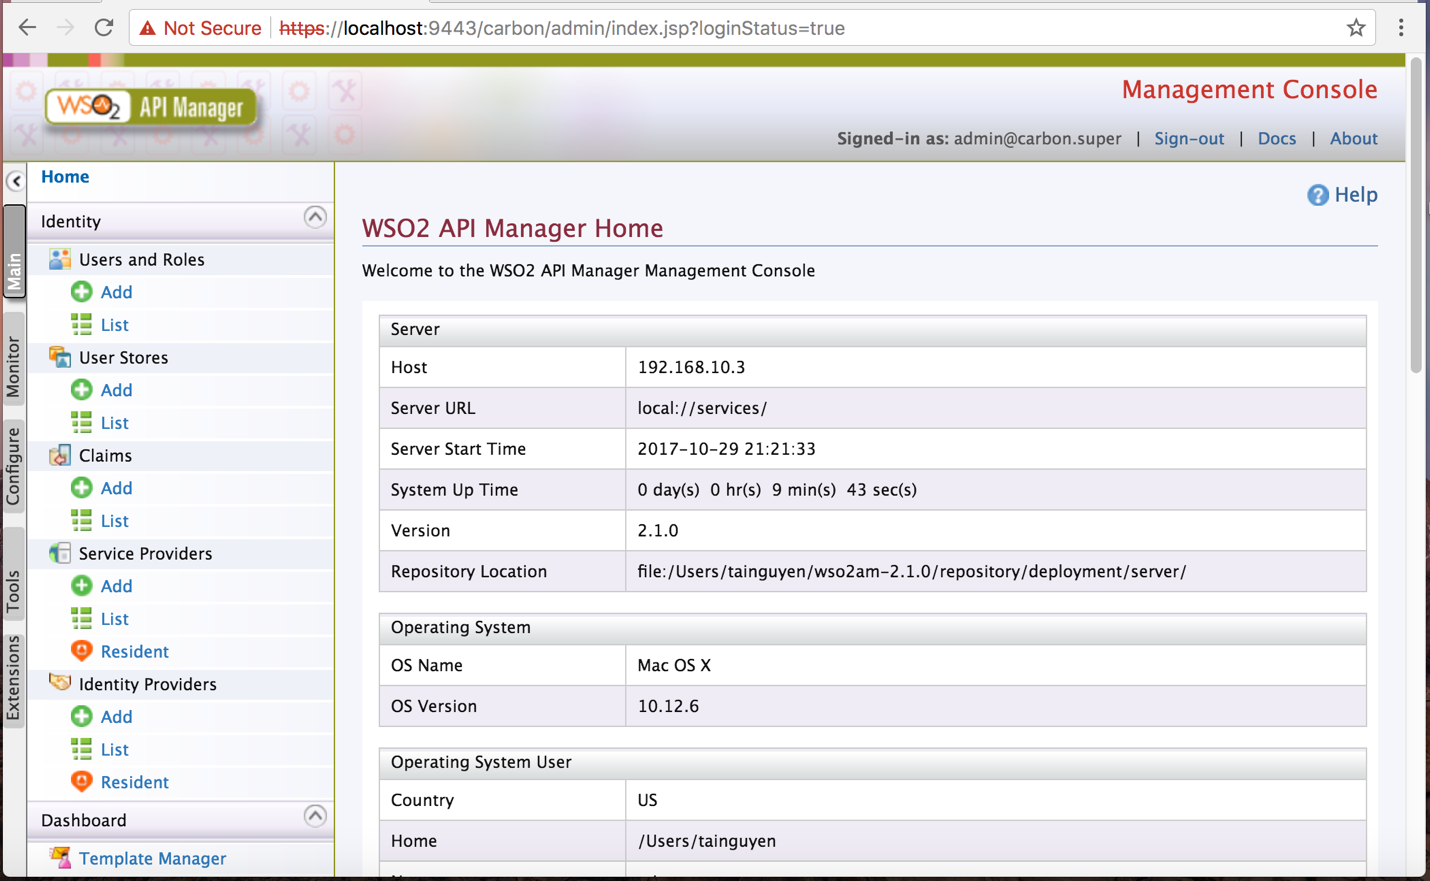 Not Secure https://localhost:9443/carbon/admin/index.jsp?loginStatus=true
WSO2 API Manager
Management Console
Signed-in as: admin@carbon.super | Sign-out | Docs | About
Main
Monitor
Configure
Tools
Extensions
Home
Identity
Users and Roles
Add
List
User Stores
Add
List
Claims
Add
List
Service Providers
Add
List
Resident
Identity Providers
Add
List
Resident
Dashboard
Template Manager
Help
WSO2 API Manager Home
Welcome to the WSO2 API Manager Management Console
Server
Host 192.168.10.3
Server URL local://services/
Server Start Time 2017-10-29 21:21:33
System Up Time 0 day(s) 0 hr(s) 9 min(s) 43 sec(s)
Version 2.1.0
Repository Location file:/Users/tainguyen/wso2am-2.1.0/repository/deployment/server/
Operating System
OS Name Mac OS X
OS Version 10.12.6
Operating System User
Country US
Home /Users/tainguyen